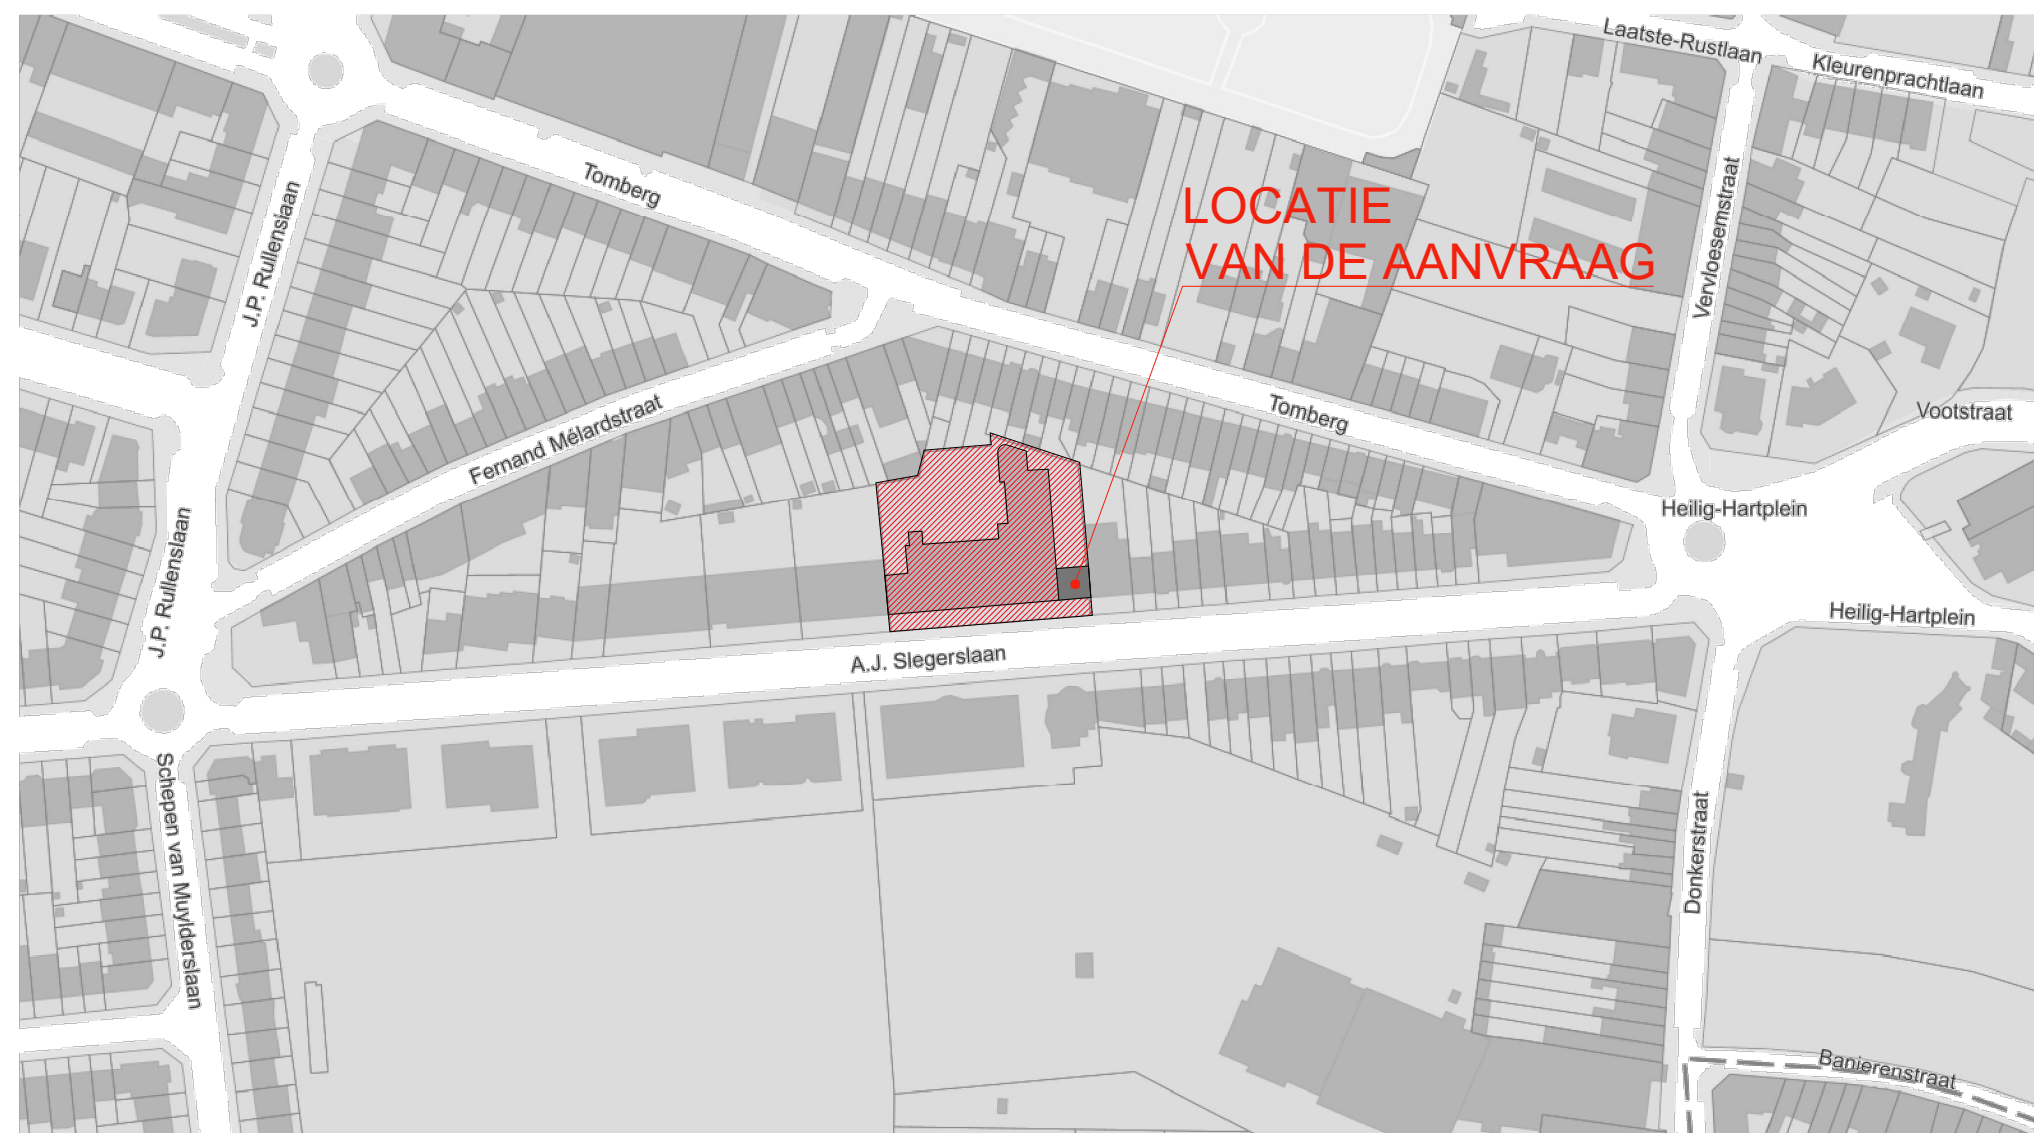 Laatste-Rustlaan
Kleurenprachtlaan
Tomberg
J.P. Rullenslaan
LOCATIE
VAN DE AANVRAAG
Vervloesemstraat
Vootstraat
Fernand Mélardstraat
Tomberg
Heilig-Hartplein
J.P. Rullenslaan
Heilig-Hartplein
A.J. Slegerslaan
Schepen van Muylderslaan
Donkerstraat
Banierenstraat